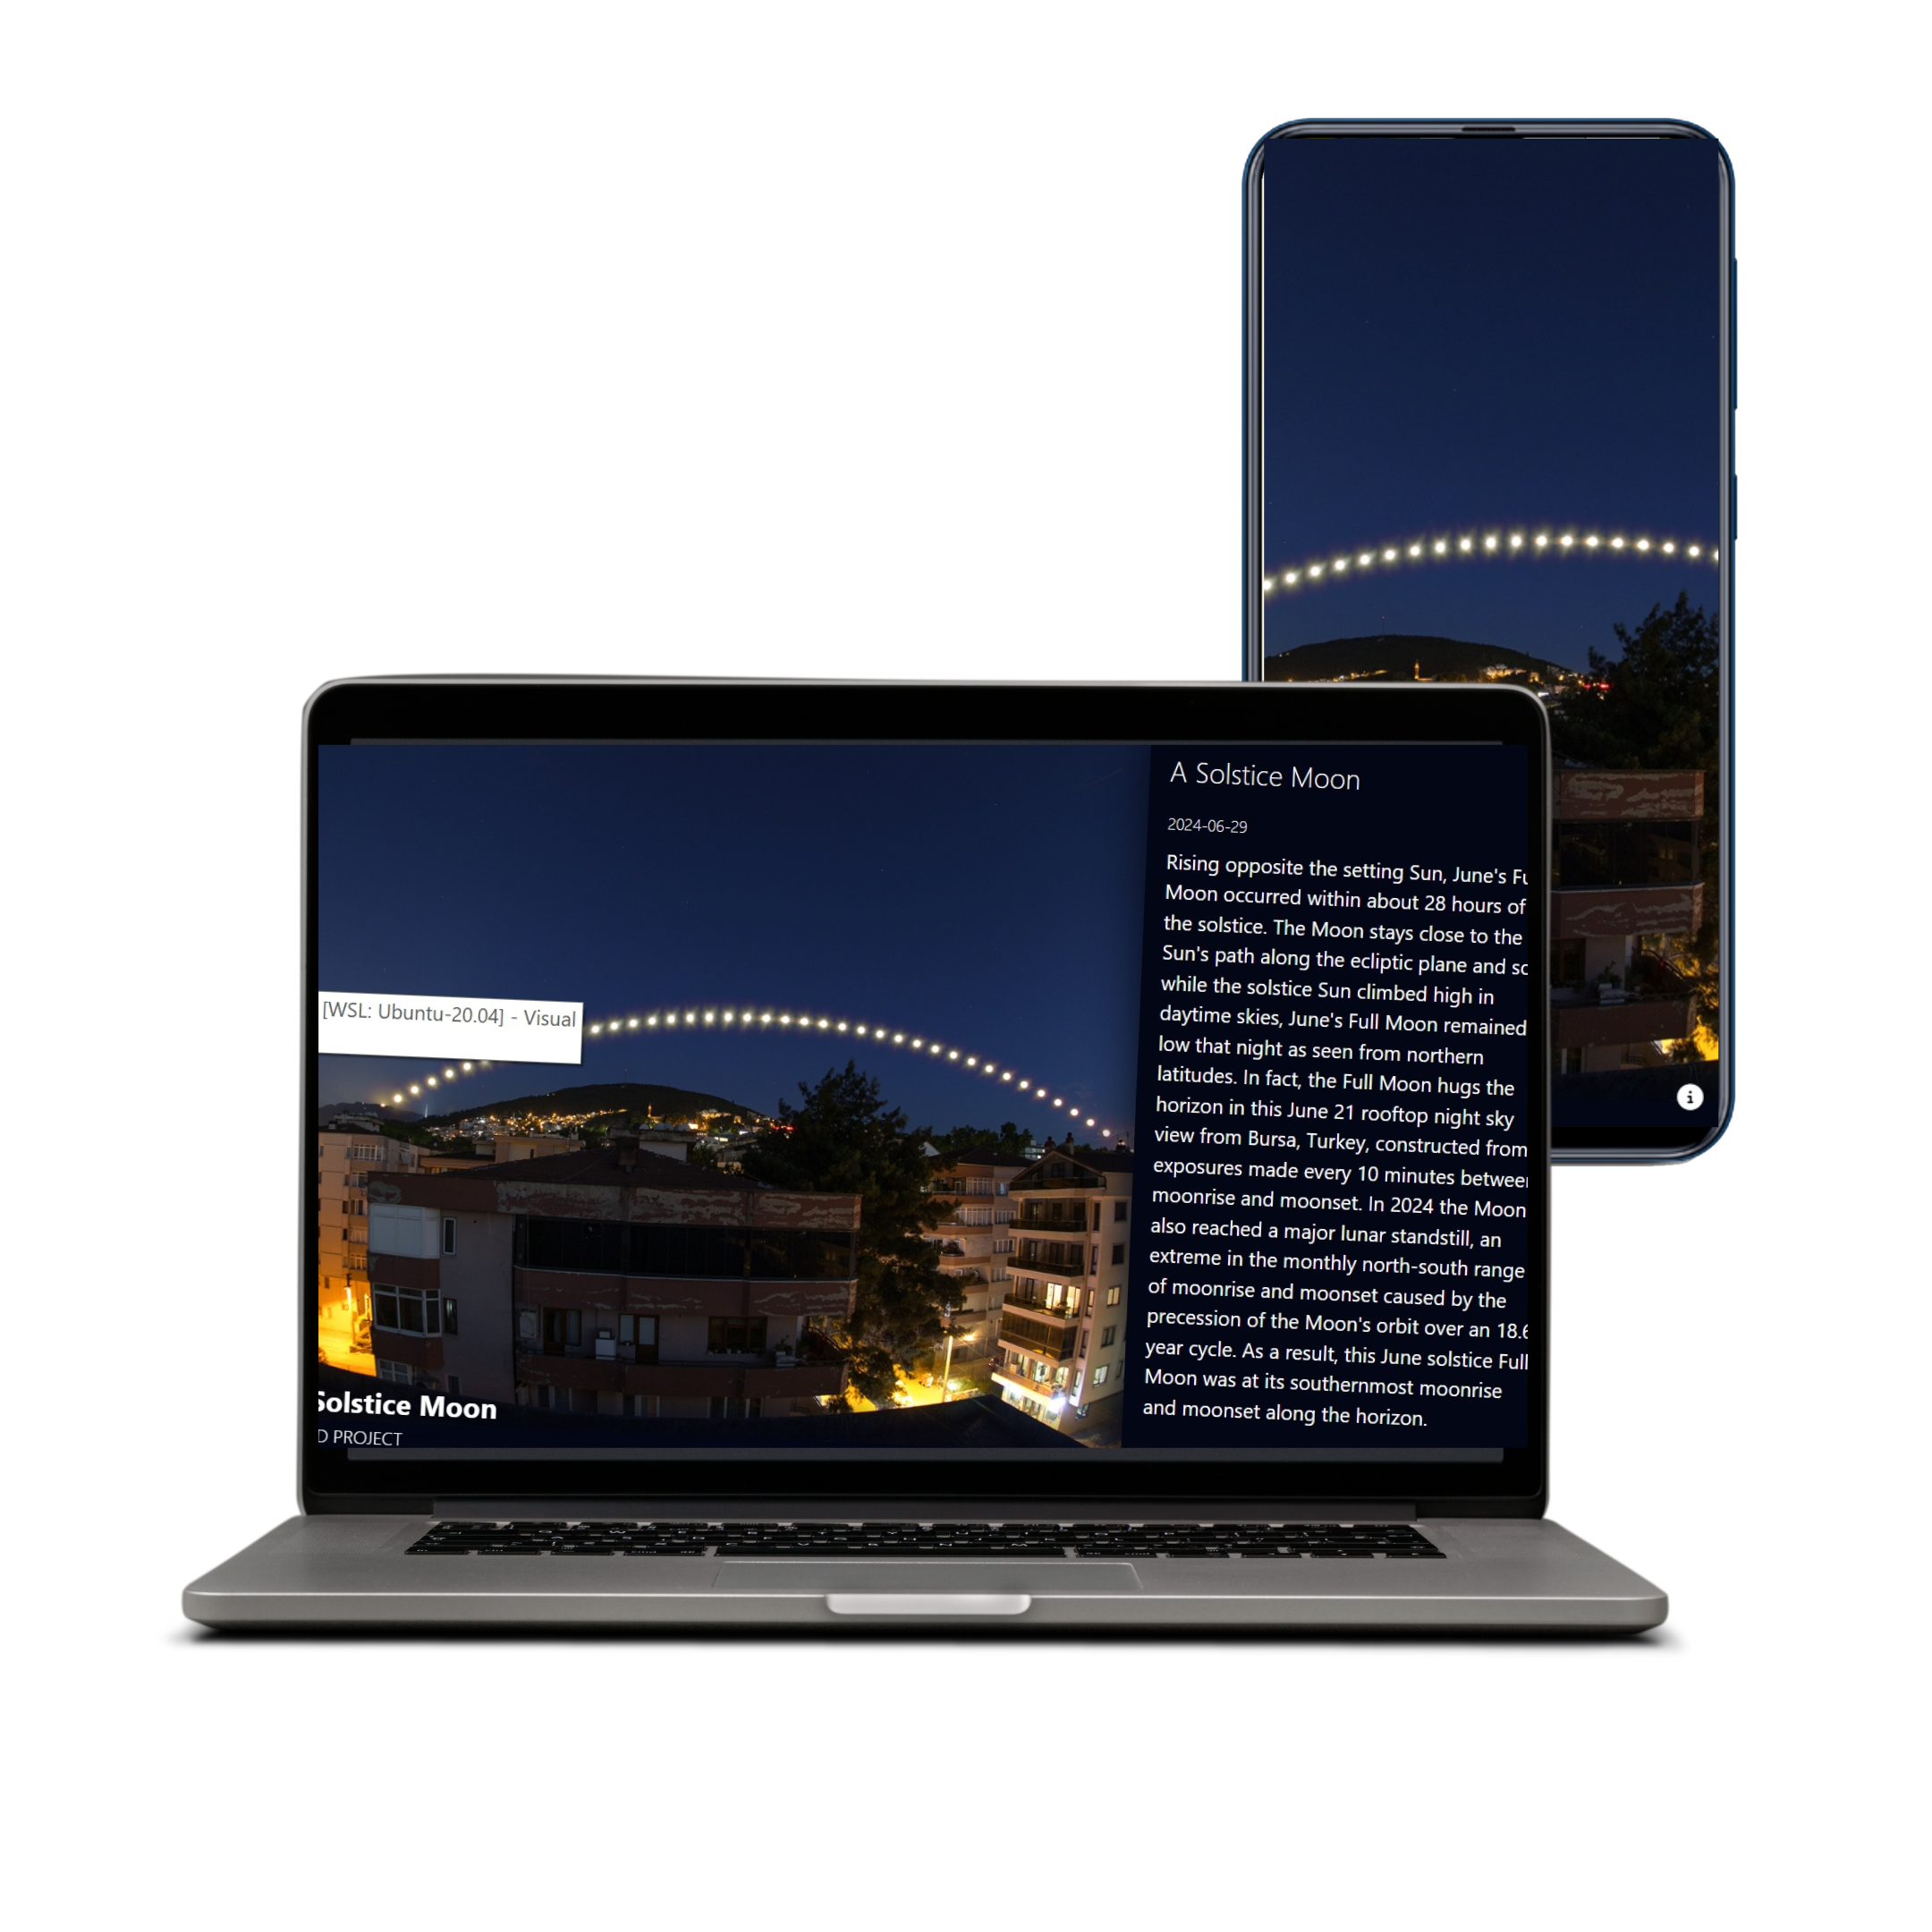 A Solstice Moon
2024-06-29
Rising opposite the setting Sun, June's Fu
Moon occurred within about 28 hours of
the solstice. The Moon stays close to the
Sun's path along the ecliptic plane and so
while the solstice Sun climbed high in
daytime skies, June's Full Moon remained
low that night as seen from northern
latitudes. In fact, the Full Moon hugs the
horizon in this June 21 rooftop night sky
view from Bursa, Turkey, constructed from
exposures made every 10 minutes between
moonrise and moonset. In 2024 the Moon
also reached a major lunar standstill, an
extreme in the monthly north-south range
of moonrise and moonset caused by the
precession of the Moon's orbit over an 18.6
year cycle. As a result, this June solstice Full
Moon was at its southernmost moonrise
and moonset along the horizon.
[WSL: Ubuntu-20.04] - Visual
Solstice Moon
D PROJECT
i